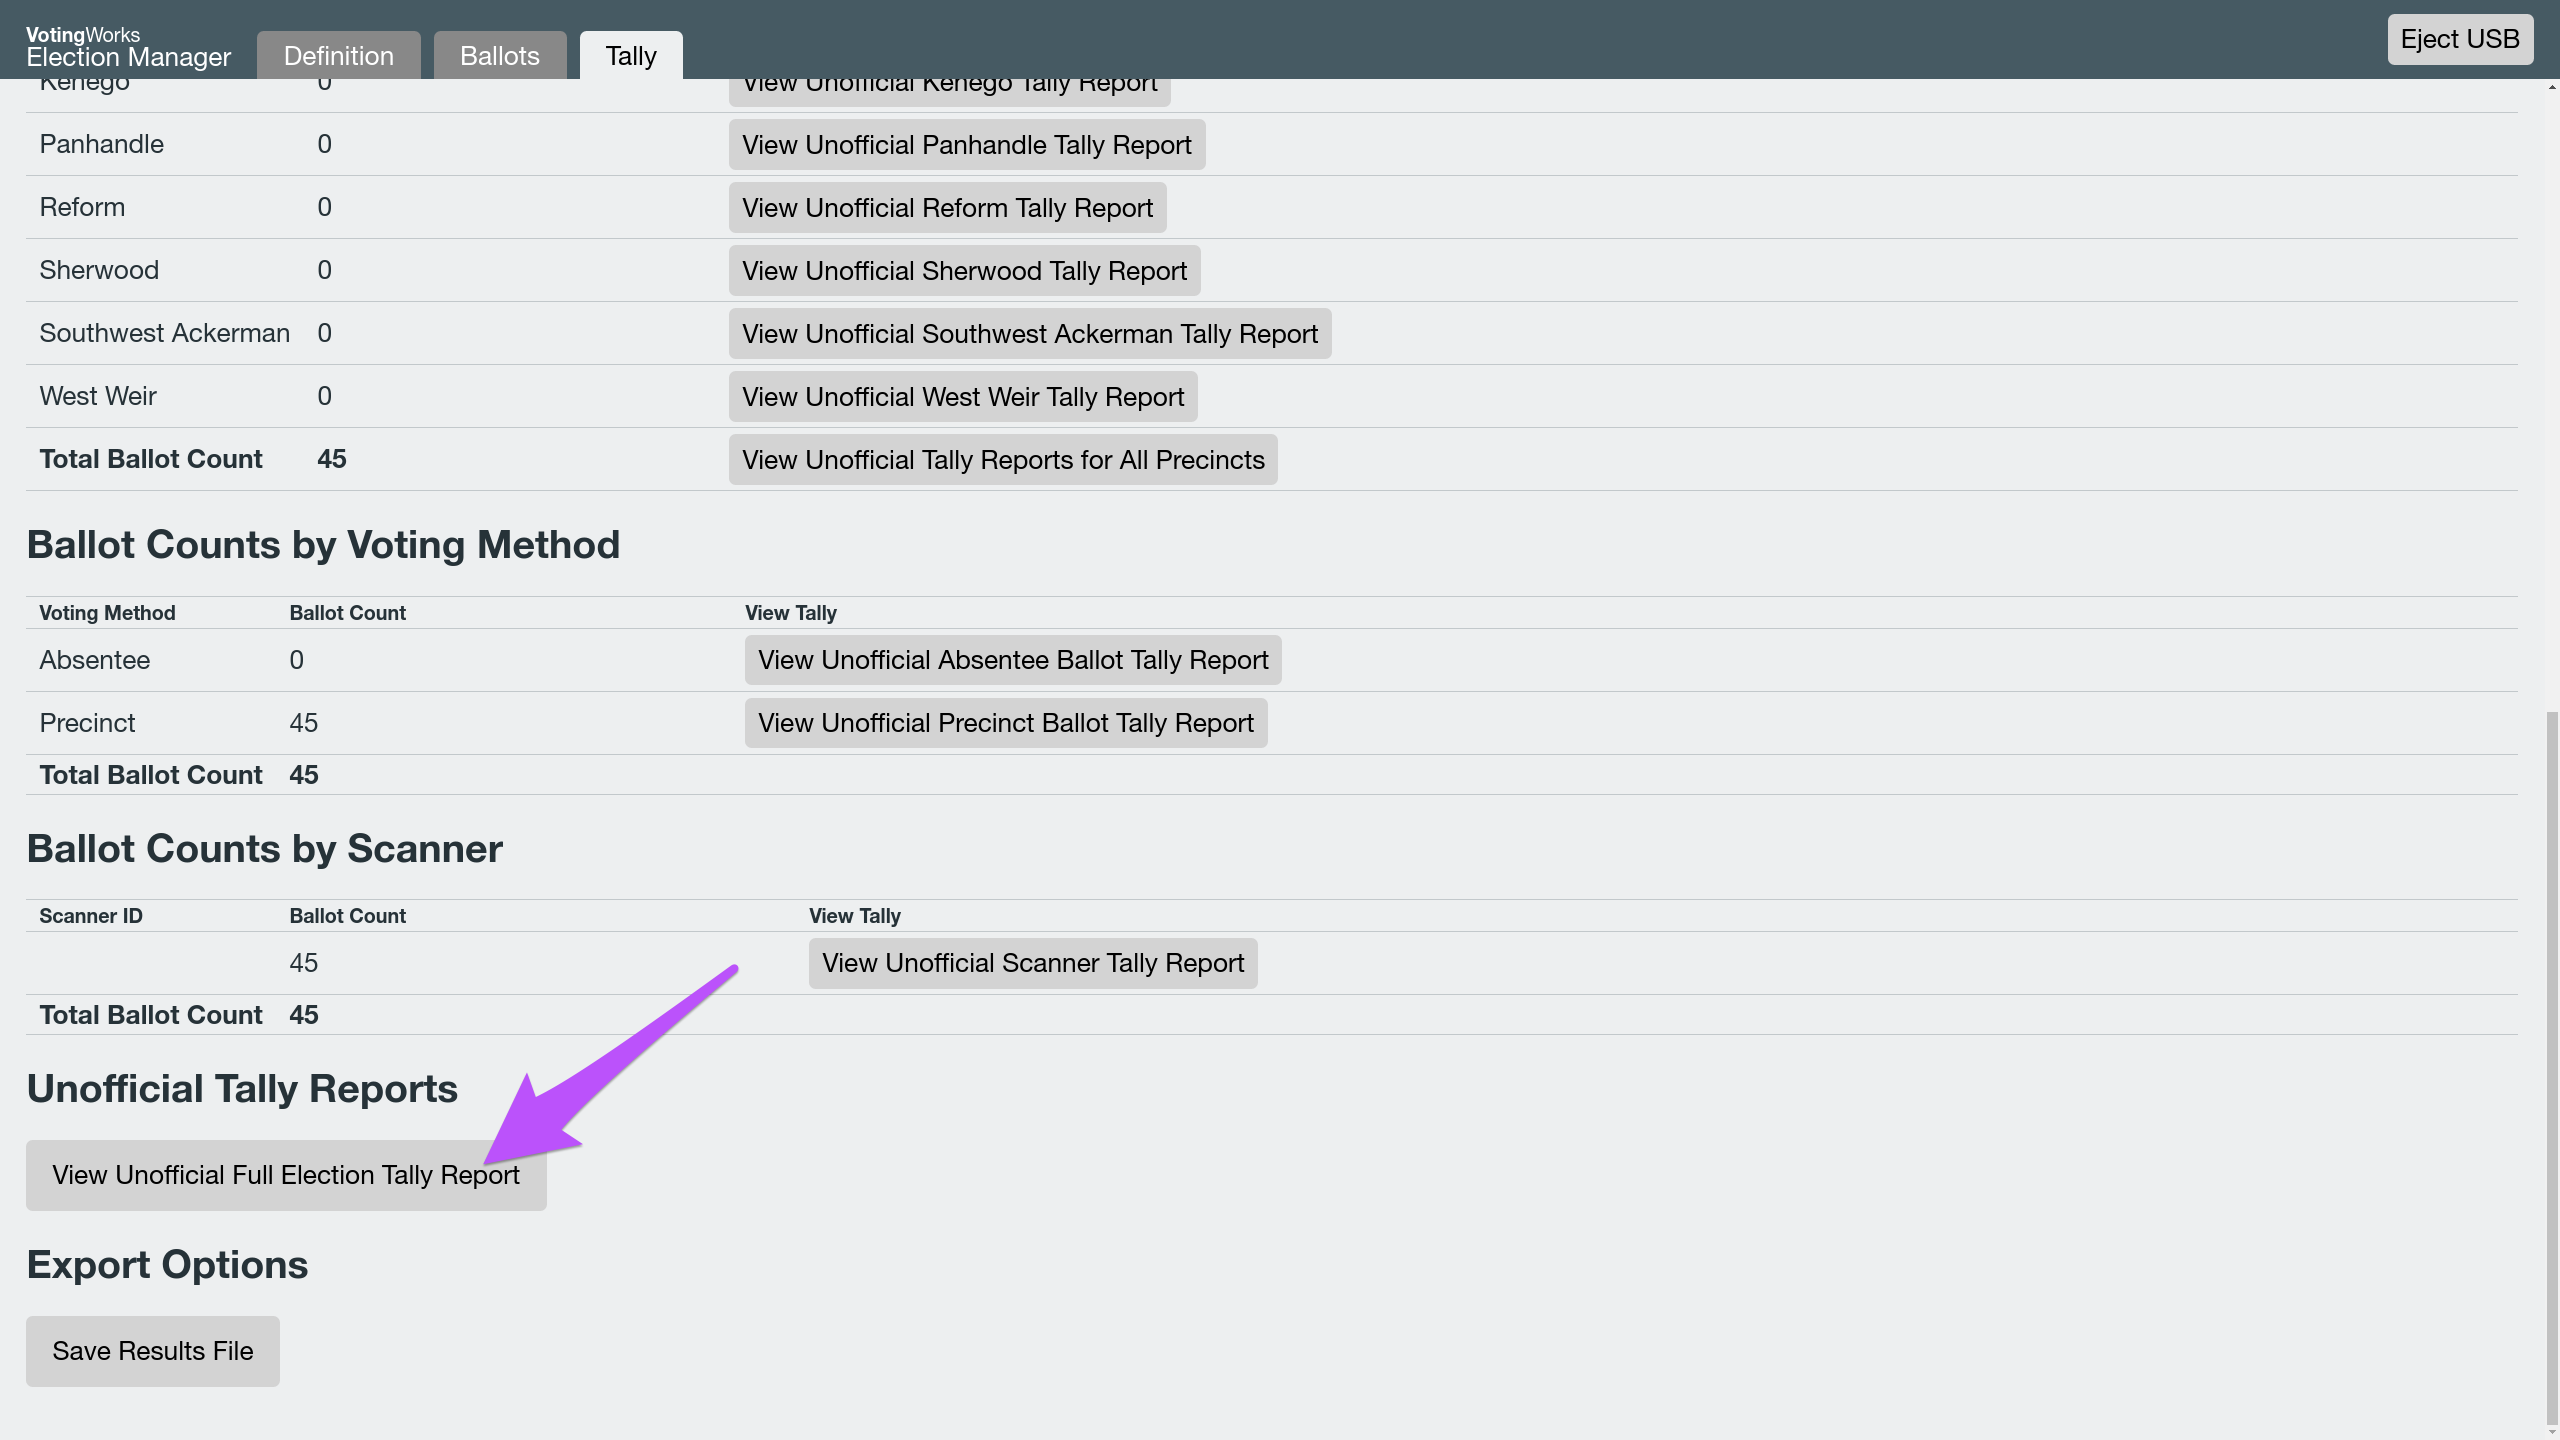 VotingWorks
Election Manager
Definition
Ballots
Tally
Eject USB
Kenego 0 View Unofficial Kenego Tally Report
Panhandle 0 View Unofficial Panhandle Tally Report
Reform 0 View Unofficial Reform Tally Report
Sherwood 0 View Unofficial Sherwood Tally Report
Southwest Ackerman 0 View Unofficial Southwest Ackerman Tally Report
West Weir 0 View Unofficial West Weir Tally Report
Total Ballot Count 45 View Unofficial Tally Reports for All Precincts
Ballot Counts by Voting Method
Voting Method Ballot Count View Tally
Absentee 0 View Unofficial Absentee Ballot Tally Report
Precinct 45 View Unofficial Precinct Ballot Tally Report
Total Ballot Count 45
Ballot Counts by Scanner
Scanner ID Ballot Count View Tally
45 View Unofficial Scanner Tally Report
Total Ballot Count 45
Unofficial Tally Reports
View Unofficial Full Election Tally Report
Export Options
Save Results File